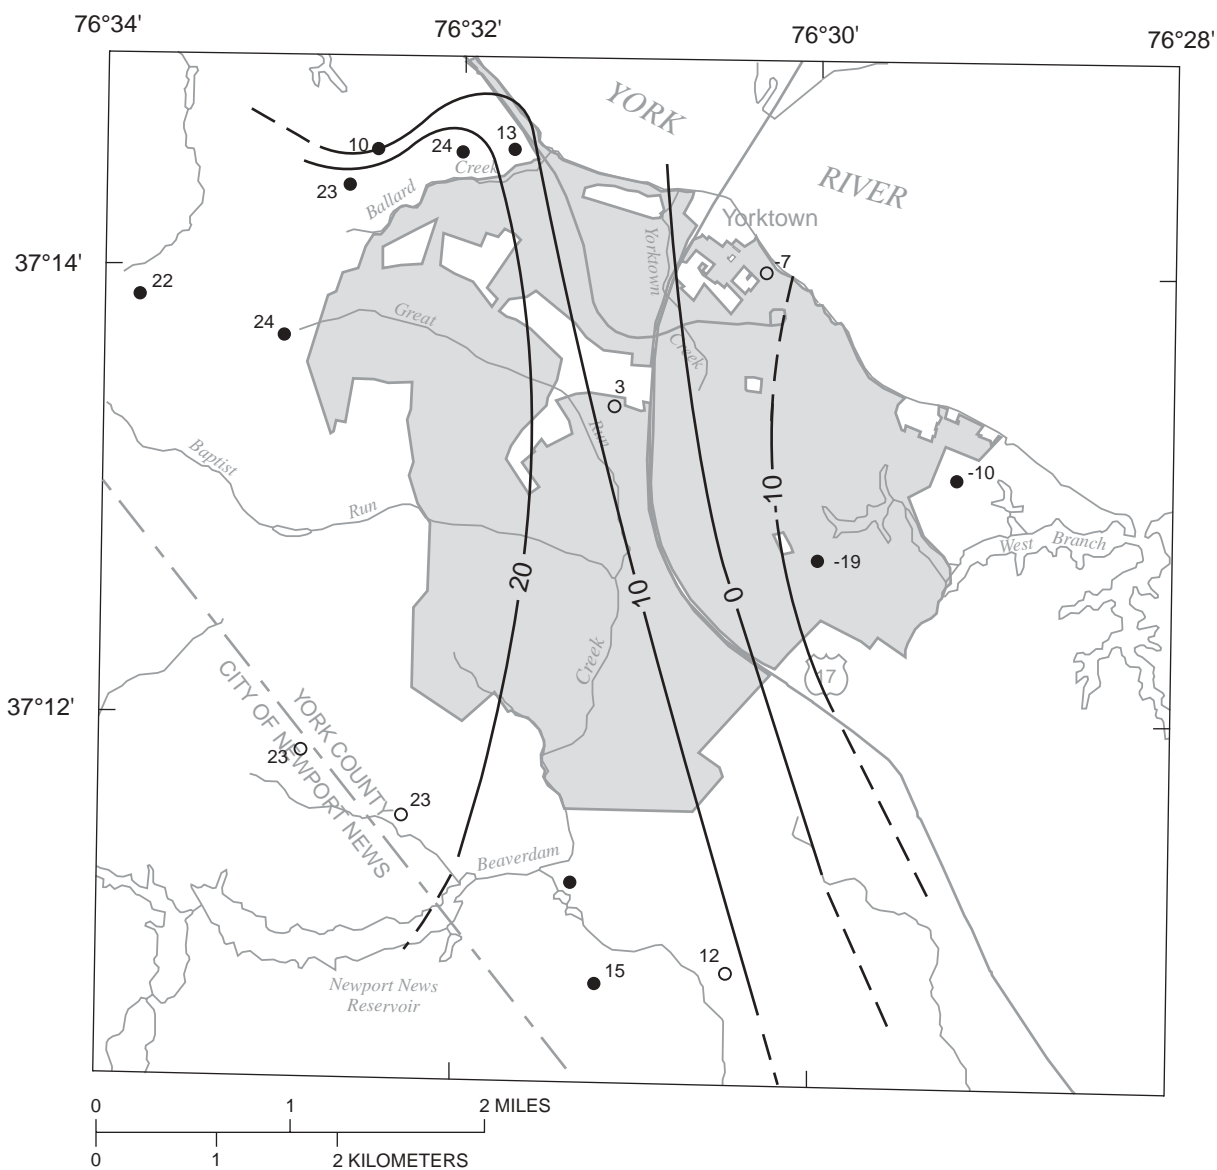 76°34'
76°32'
76°30'
76°28'
YORK
RIVER
10
24
13
Creek
23
Ballard
Yorktown
Yorktown
37°14'
-7
22
24
Great
Creek
3
Run
Baptist
-10
Run
-10
West Branch
-19
20
10
0
Creek
17
37°12'
YORK COUNTY
CITY OF NEWPORT NEWS
23
23
Beaverdam
12
15
Newport News
Reservoir
0 1 2 MILES
0 1 2 KILOMETERS